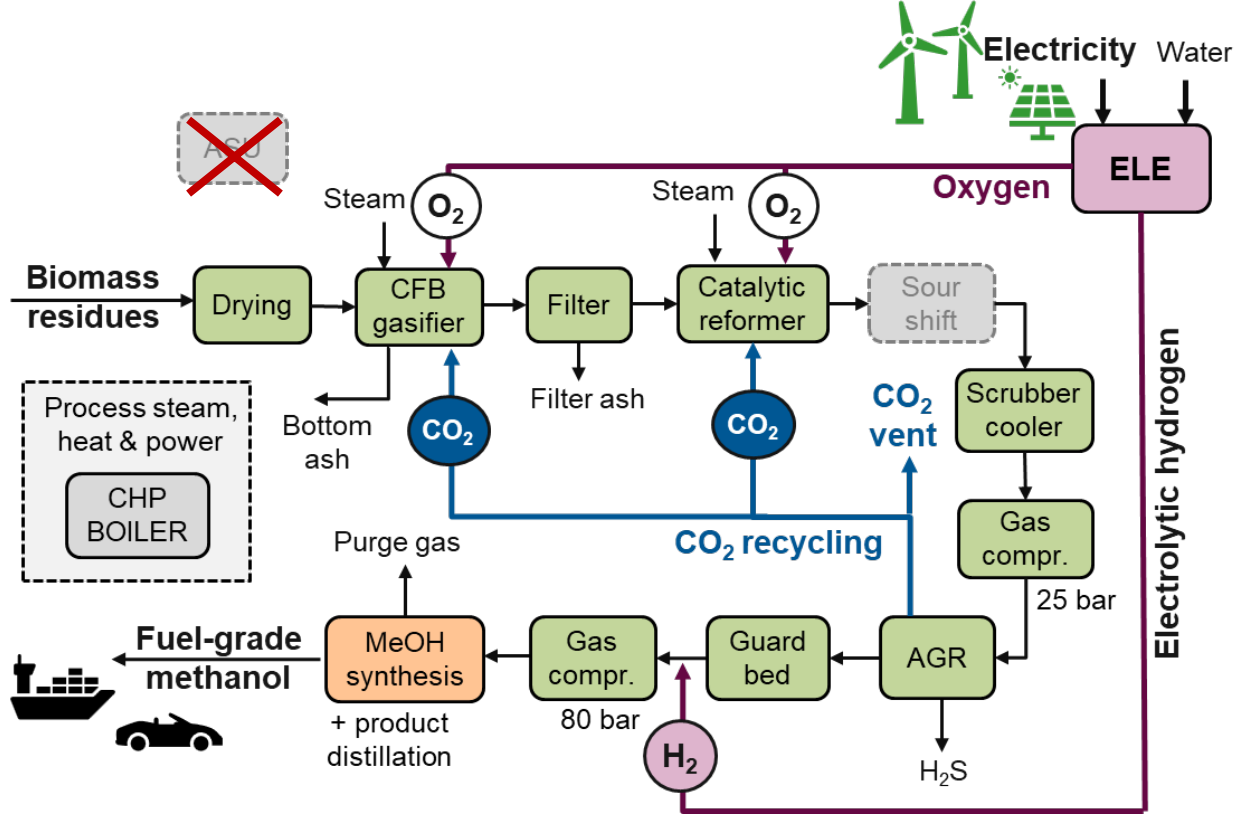 Electricity
Water
ASU
ELE
Oxygen
Steam
O₂
Steam
O₂
Biomass
residues
Drying
CFB
gasifier
Filter
Catalytic
reformer
Sour
shift
Bottom
ash
Filter ash
CO₂
CO₂
CO₂
vent
Scrubber
cooler
Process steam,
heat & power
CHP
BOILER
CO₂ recycling
Gas
compr.
25 bar
Electrolytic hydrogen
Purge gas
Fuel-grade
methanol
MeOH
synthesis
+ product
distillation
Gas
compr.
80 bar
Guard
bed
AGR
H₂
H₂S